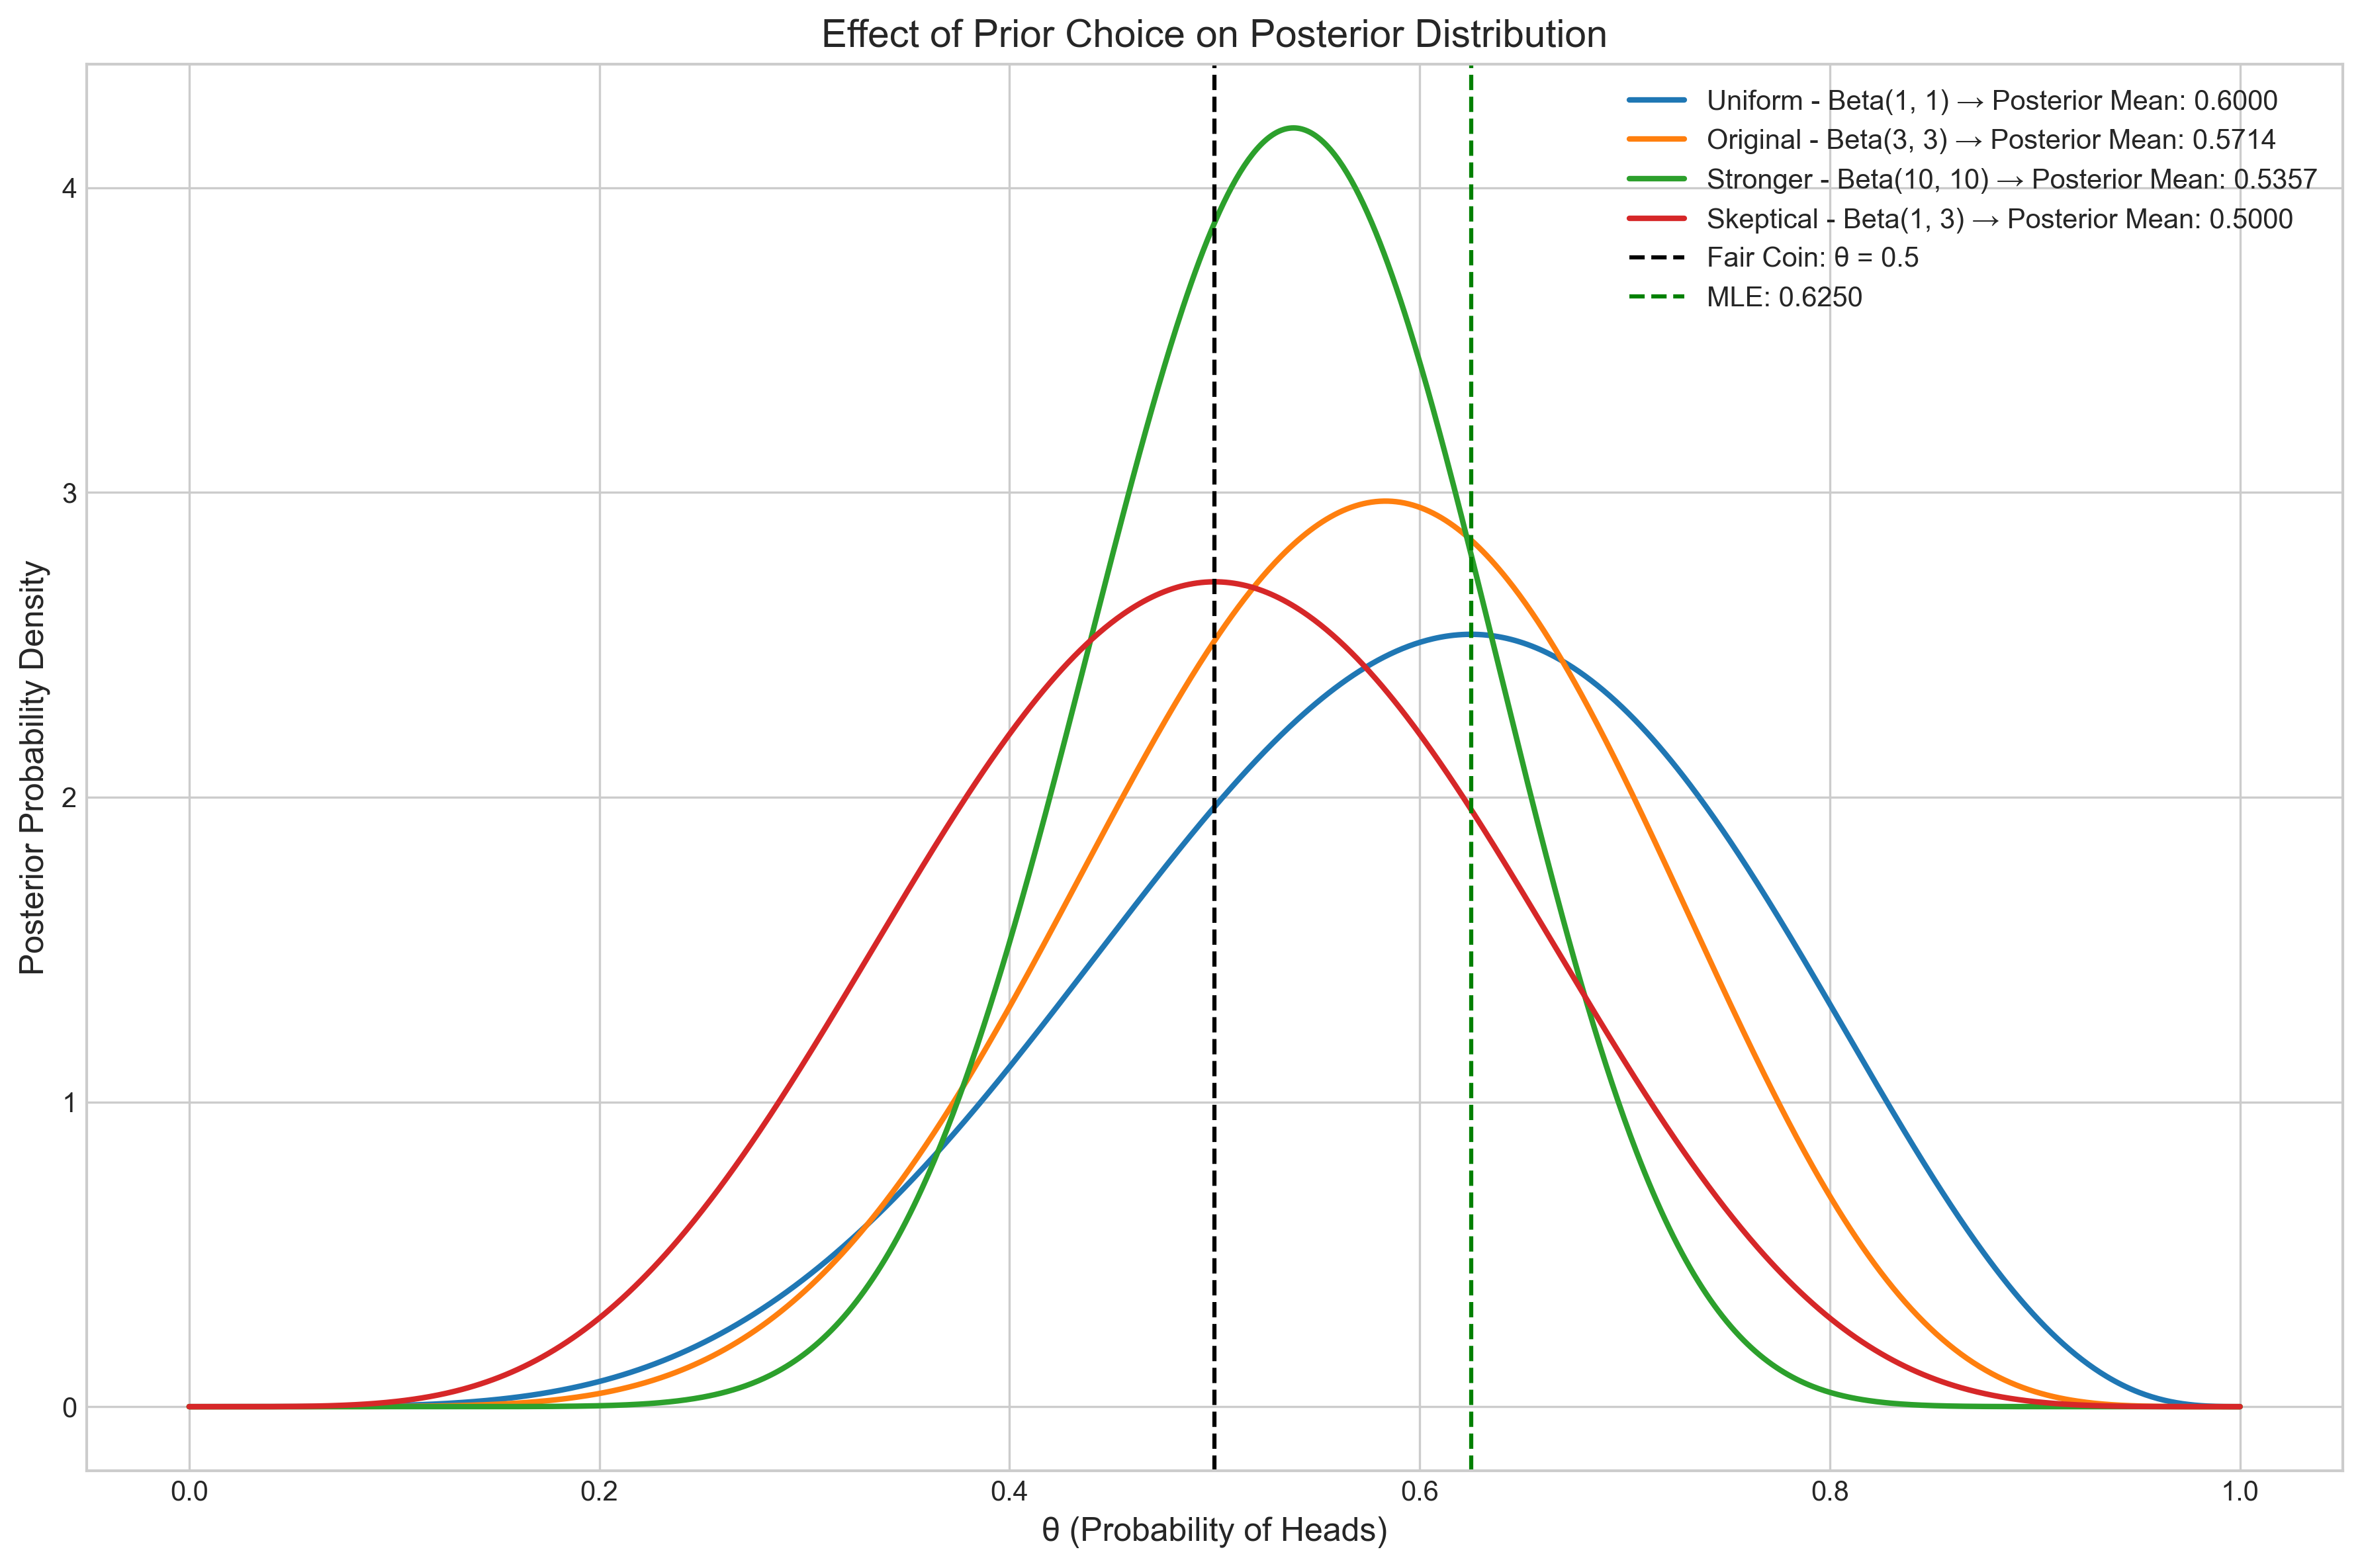 Effect of Prior Choice on Posterior Distribution
Uniform - Beta(1, 1) → Posterior Mean: 0.6000
Original - Beta(3, 3) → Posterior Mean: 0.5714
Stronger - Beta(10, 10) → Posterior Mean: 0.5357
Skeptical - Beta(1, 3) → Posterior Mean: 0.5000
Fair Coin: θ = 0.5
MLE: 0.6250
Posterior Probability Density
4
3
2
1
0
0.0 0.2 0.4 0.6 0.8 1.0
θ (Probability of Heads)